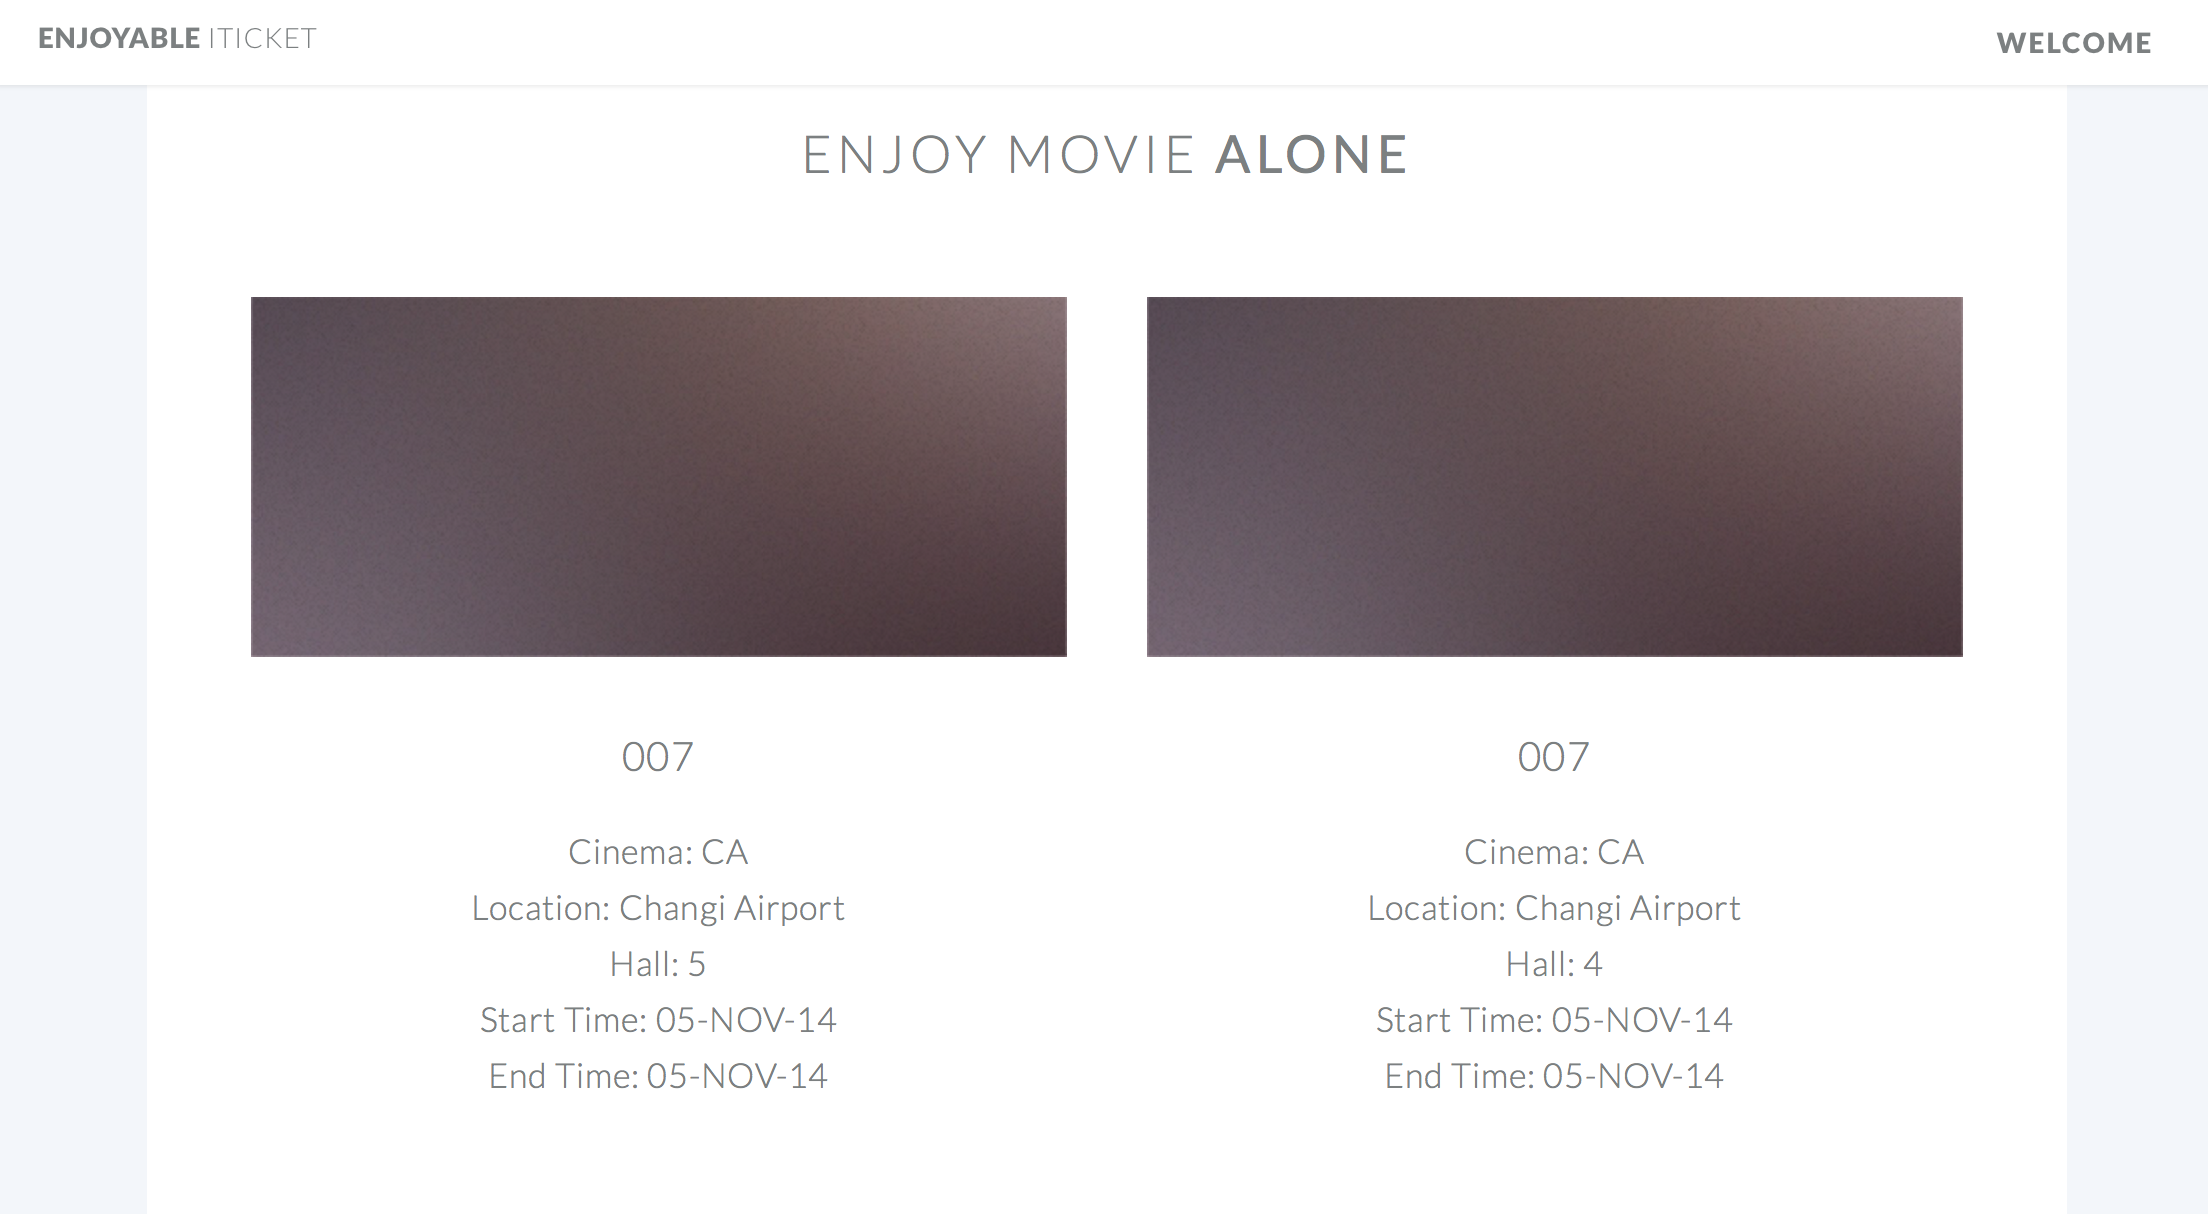 ENJOYABLE ITICKET
WELCOME
ENJOY MOVIE ALONE
007
Cinema: CA
Location: Changi Airport
Hall: 5
Start Time: 05-NOV-14
End Time: 05-NOV-14
007
Cinema: CA
Location: Changi Airport
Hall: 4
Start Time: 05-NOV-14
End Time: 05-NOV-14